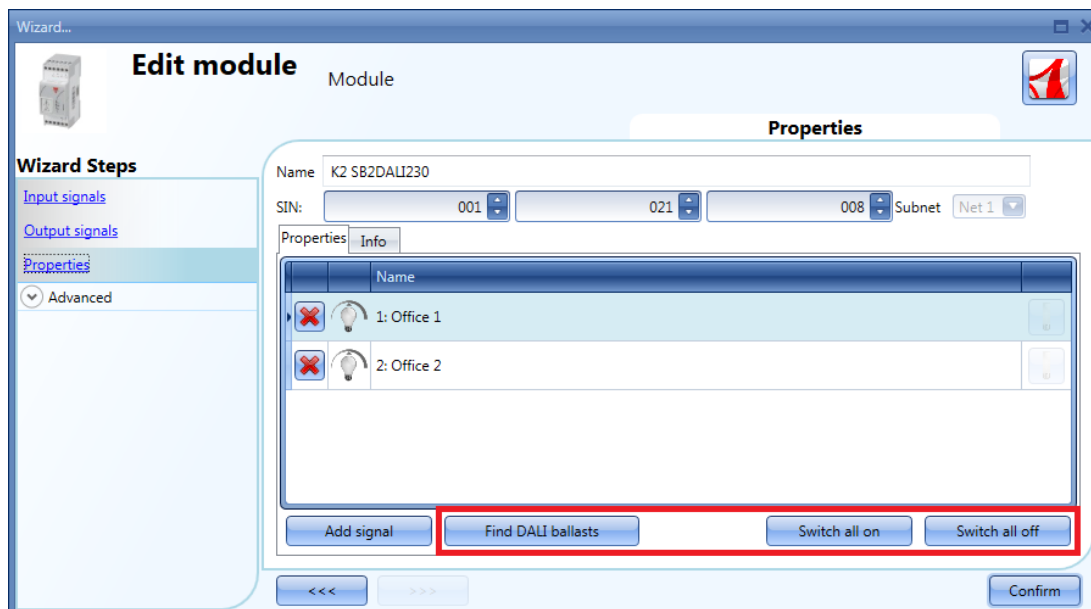 Wizard...
Edit module
Module
Properties
Wizard Steps
Input signals
Output signals
Properties
Advanced
Name K2 SB2DALI230
SIN: 001 021 008 Subnet Net 1
Properties Info
Name
1: Office 1
2: Office 2
Add signal Find DALI ballasts Switch all on Switch all off
<<< >>> Confirm